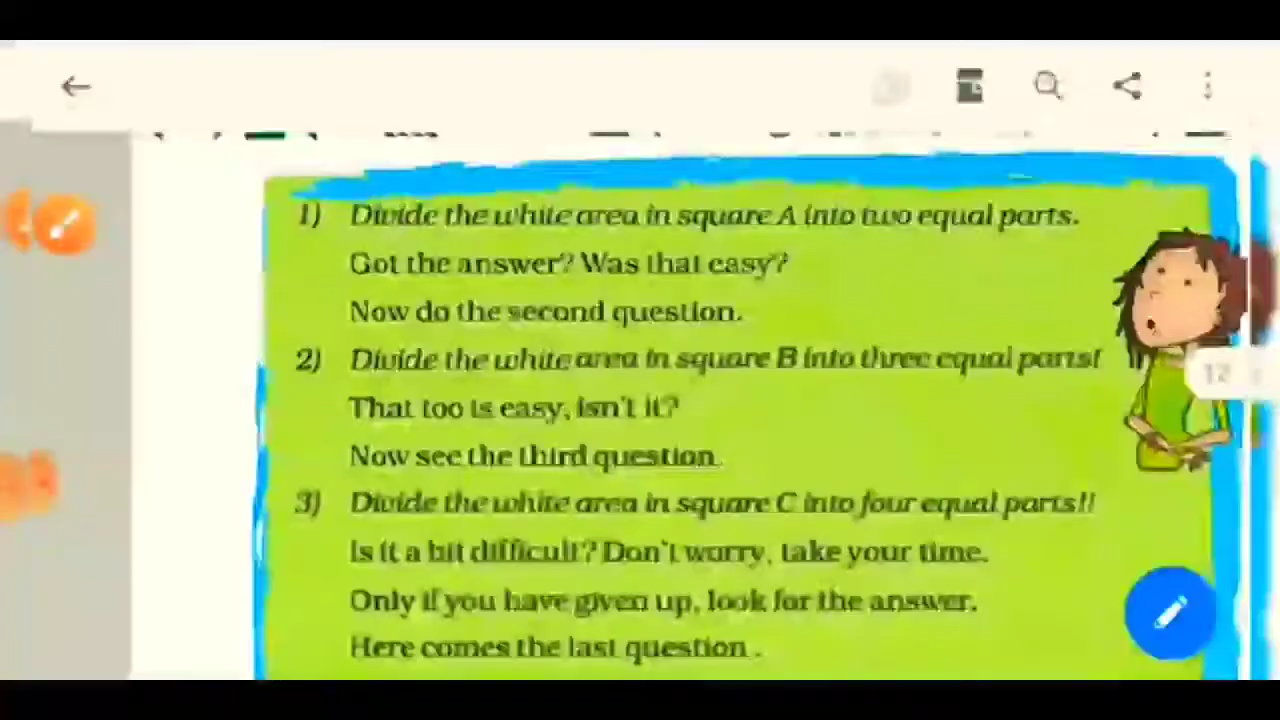 1) Divide the white area in square A into two equal parts.
Got the answer? Was that easy?
Now do the second question.
2) Divide the white area in square B into three equal parts!
That too is easy, isn't it?
12
Now see the third question.
3) Divide the white area in square C into four equal parts!!
Is it a bit difficult? Don't worry, take your time.
Only if you have given up, look for the answer.
Here comes the last question .